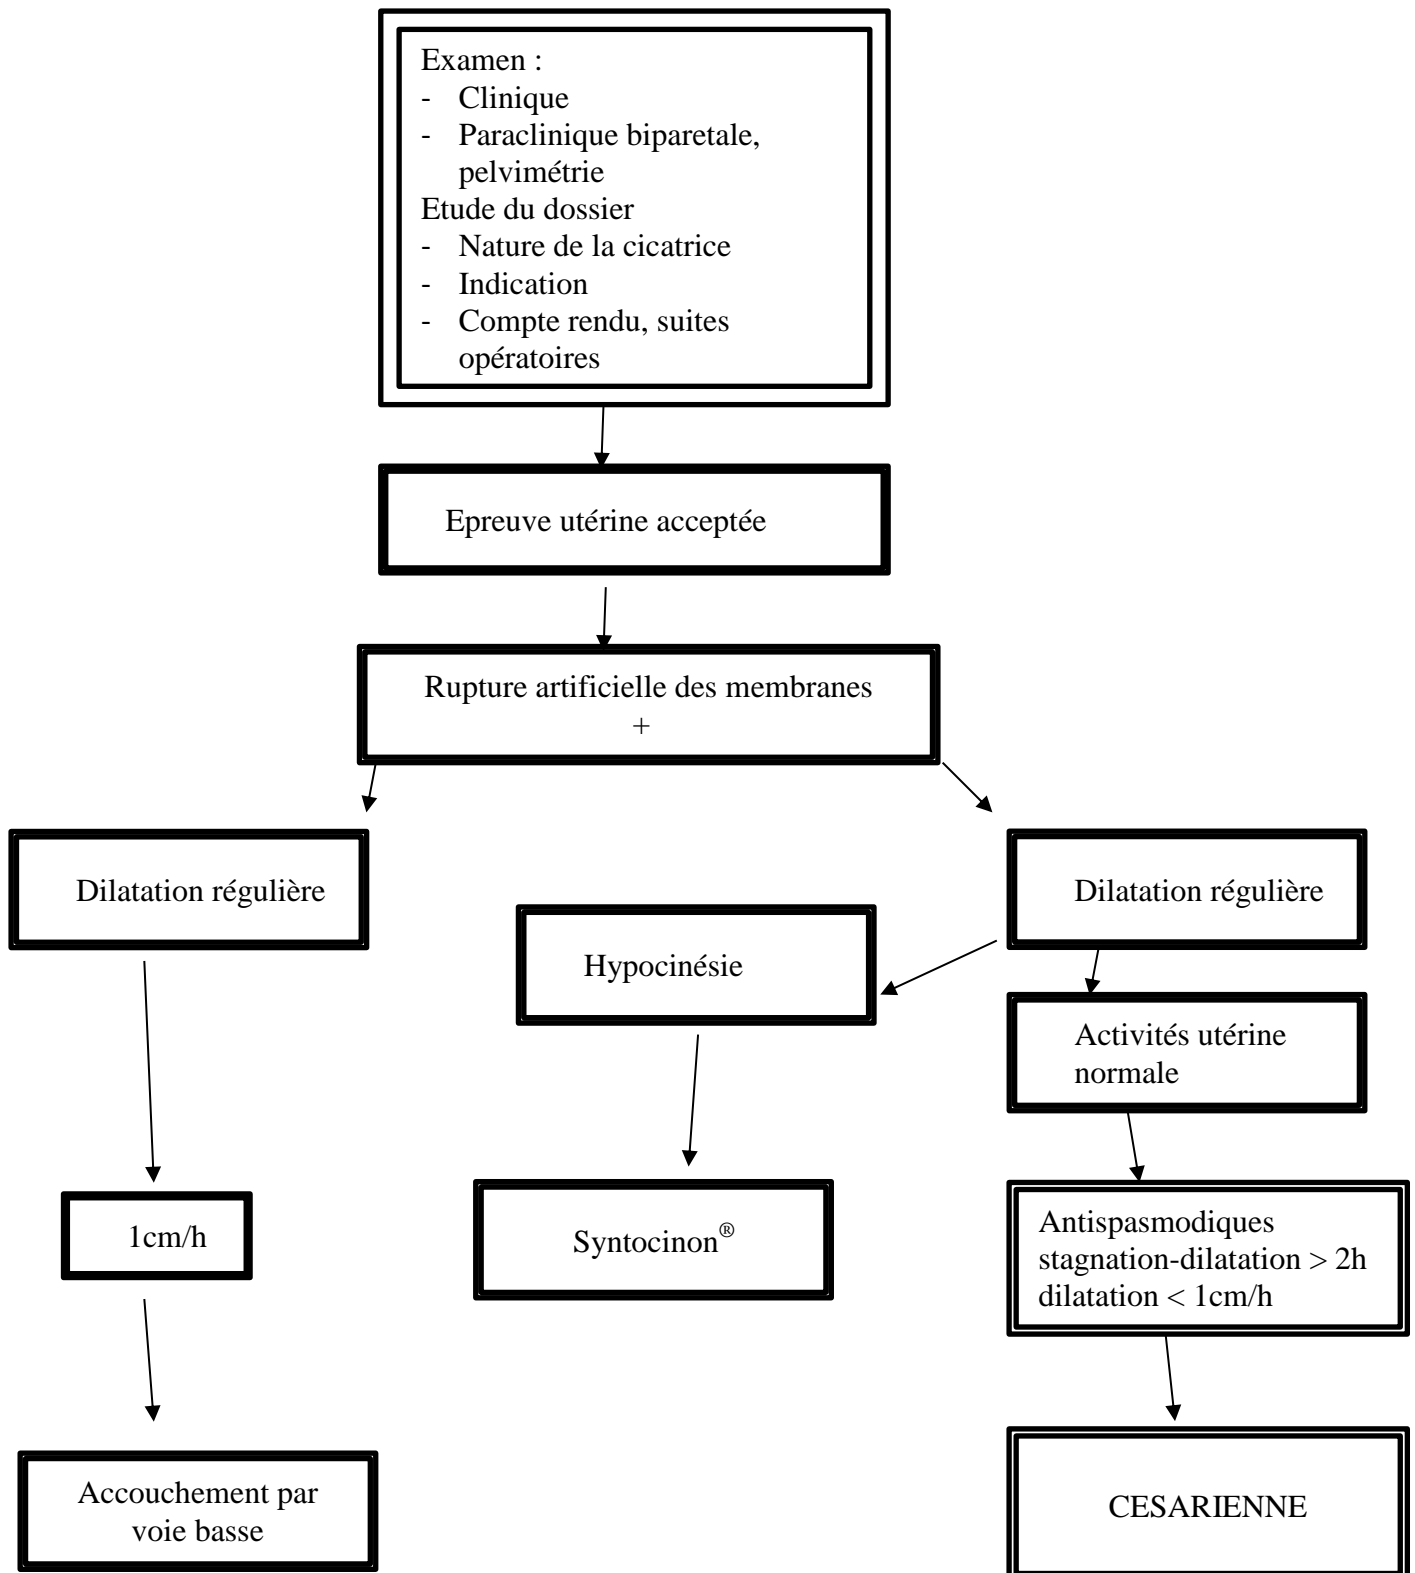 Examen :
- Clinique
- Paraclinique biparetale,
pelvimétrie
Etude du dossier
- Nature de la cicatrice
- Indication
- Compte rendu, suites
opératoires
Epreuve utérine acceptée
Rupture artificielle des membranes
+
Dilatation régulière
Dilatation régulière
Hypocinésie
Activités utérine
normale
1cm/h
Syntocinon®
Antispasmodiques
stagnation-dilatation > 2h
dilatation < 1cm/h
Accouchement par
voie basse
CESARIENNE